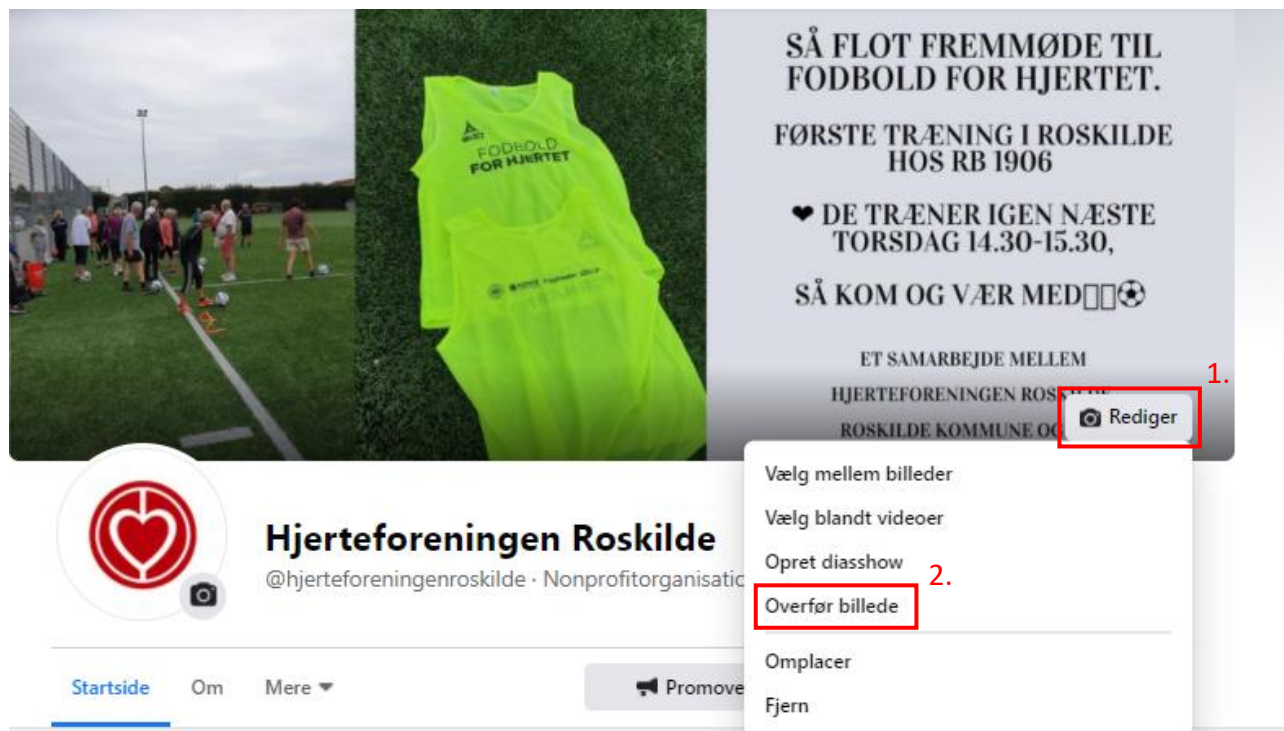 SÅ FLOT FREMMØDE TIL
FODBOLD FOR HJERTET.
FØRSTE TRÆNING I ROSKILDE
HOS RB 1906
❤ DE TRÆNER IGEN NÆSTE
TORSDAG 14.30-15.30,
SÅ KOM OG VÆR MED▯▯⚽
ET SAMARBEJDE MELLEM
HJERTEFORENINGEN
ROSKILDE KOMMUNE OG
FODBOLD
FOR HJERTET
1.
Rediger
Vælg mellem billeder
Vælg blandt videoer
Opret diasshow
2.
Overfør billede
Omplacer
Fjern
Hjerteforeningen Roskilde
@hjerteforeningenroskilde · Nonprofitorganisatio
Startside Om Mere
Promove